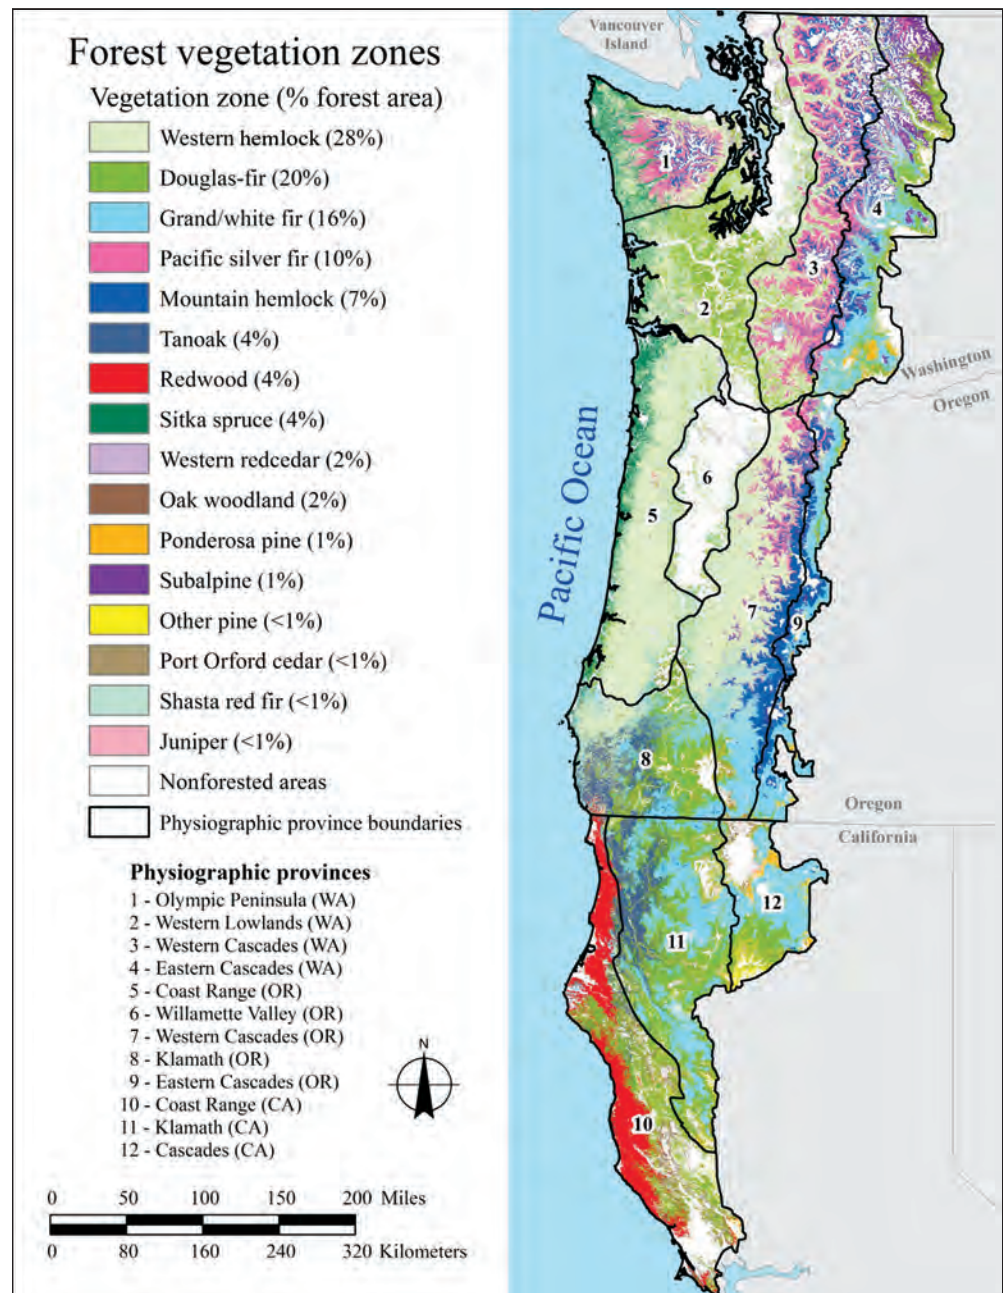 Forest vegetation zones
Vegetation zone (% forest area)
Western hemlock (28%)
Douglas-fir (20%)
Grand/white fir (16%)
Pacific silver fir (10%)
Mountain hemlock (7%)
Tanoak (4%)
Redwood (4%)
Sitka spruce (4%)
Western redcedar (2%)
Oak woodland (2%)
Ponderosa pine (1%)
Subalpine (1%)
Other pine (<1%)
Port Orford cedar (<1%)
Shasta red fir (<1%)
Juniper (<1%)
Nonforested areas
Physiographic province boundaries
Physiographic provinces
1 - Olympic Peninsula (WA)
2 - Western Lowlands (WA)
3 - Western Cascades (WA)
4 - Eastern Cascades (WA)
5 - Coast Range (OR)
6 - Willamette Valley (OR)
7 - Western Cascades (OR)
8 - Klamath (OR)
9 - Eastern Cascades (OR)
10 - Coast Range (CA)
11 - Klamath (CA)
12 - Cascades (CA)
N
0 50 100 150 200 Miles
0 80 160 240 320 Kilometers
Vancouver
Island
1
4
3
2
Washington
Oregon
Pacific Ocean
6
5
7
9
8
Oregon
California
12
11
10